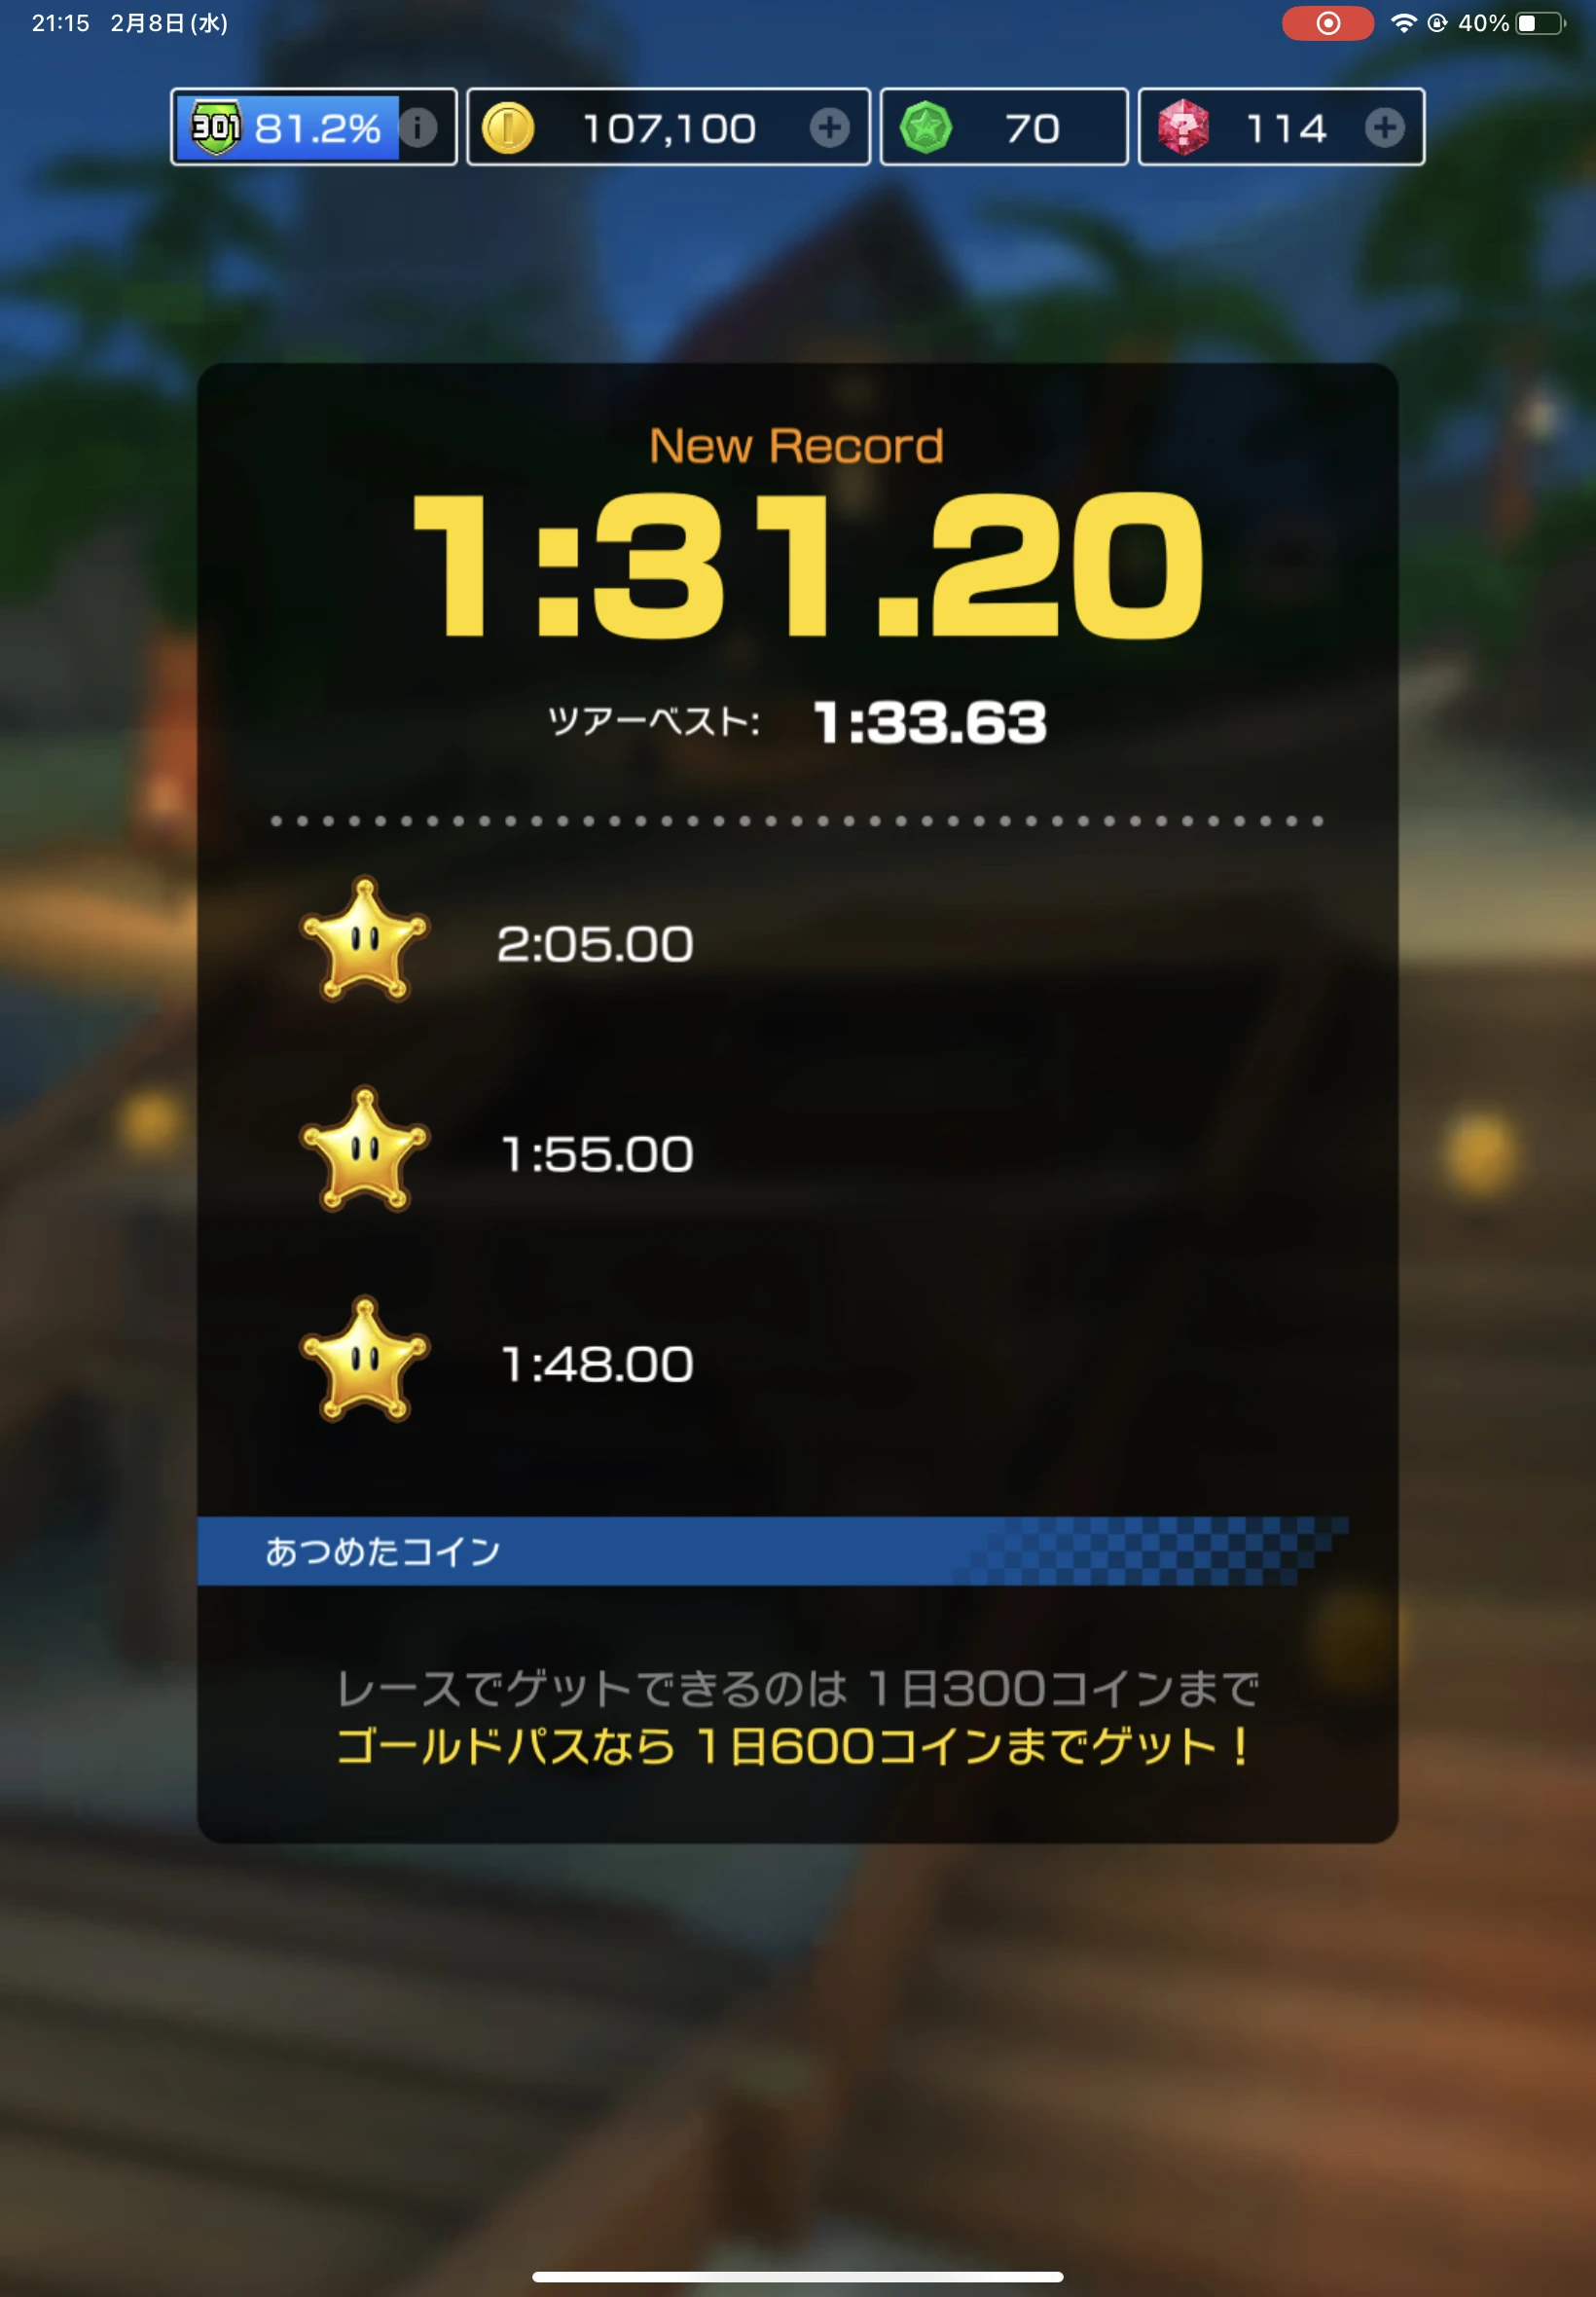 21:15 2月8日(水) 40%
301 81.2% i 107,100 + 70 ? 114 +
New Record
1:31.20
ツアーベスト: 1:33.63
2:05.00
1:55.00
1:48.00
あつめたコイン
レースでゲットできるのは 1日300コインまで
ゴールドパスなら 1日600コインまでゲット!